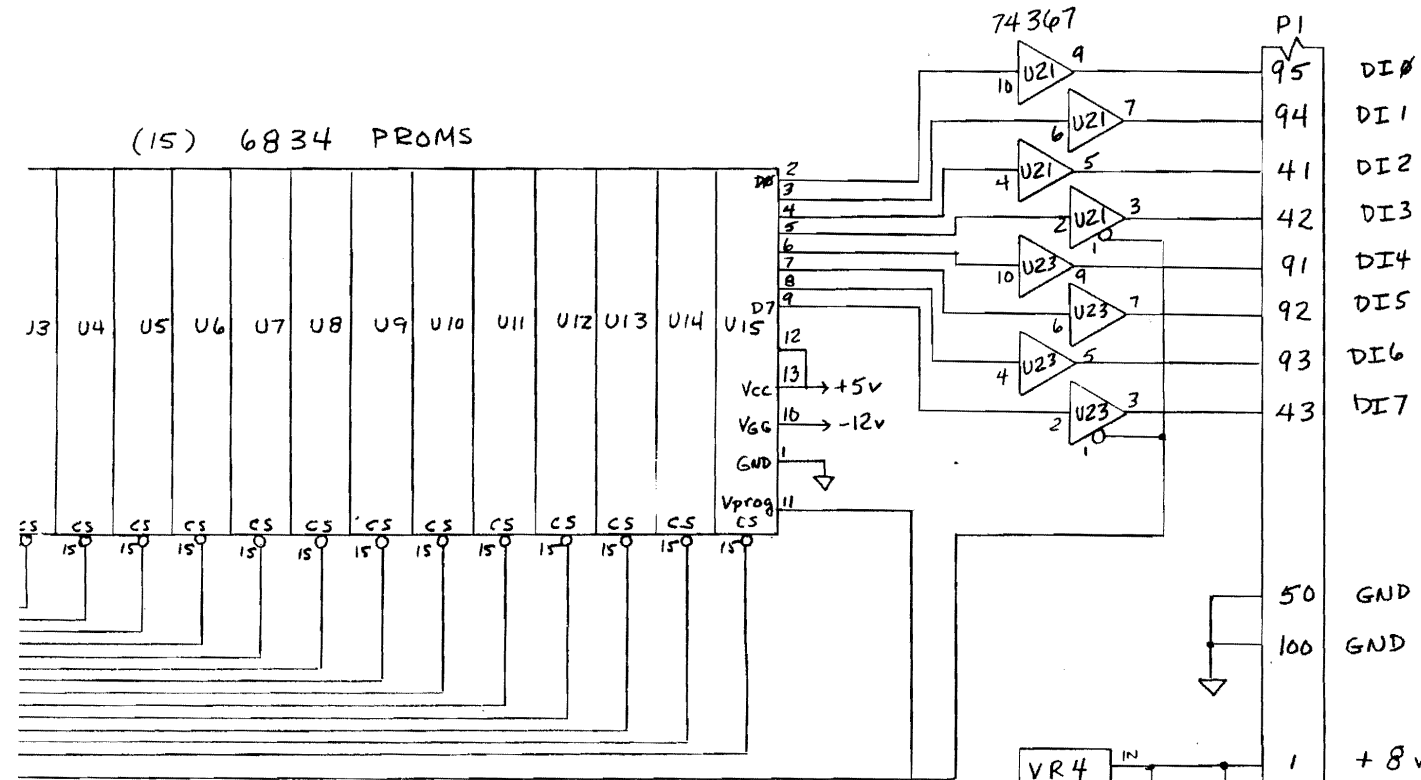 74367
P1
9
10 U21
95 DIØ
7
6 U21
94 DI1
(15) 6834 PROMS
5
4 U21
41 DI2
2
DØ
3
4
5
6
7
8
9
D7
3
2 U21
1
42 DI3
10 U23 9
91 DI4
7
6 U23
92 DI5
J3 U4 U5 U6 U7 U8 U9 U10 U11 U12 U13 U14 U15
12
5
4 U23
93 DI6
Vcc 13 +5v
3
2 U23
1
43 DI7
VGG 10 -12v
GND 1
Vprog 11
CS CS CS CS CS CS CS CS CS CS CS CS CS
15 15 15 15 15 15 15 15 15 15 15 15
50 GND
100 GND
VR4 IN
1 +8v